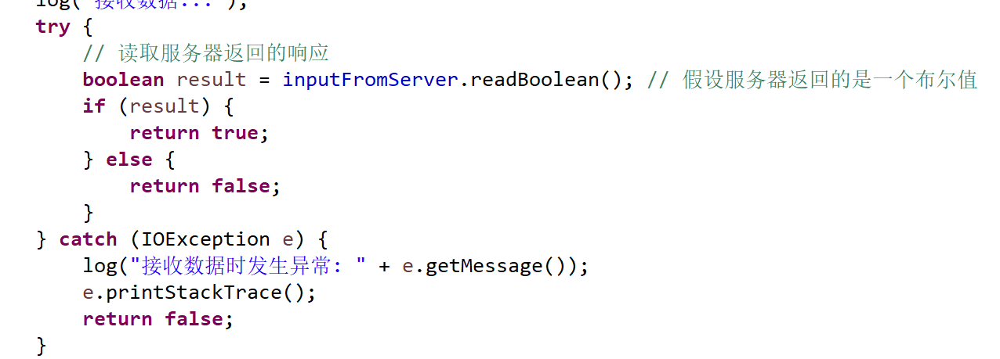 log("接收数据...");
try {
// 读取服务器返回的响应
boolean result = inputFromServer.readBoolean(); // 假设服务器返回的是一个布尔值
if (result) {
return true;
} else {
return false;
}
} catch (IOException e) {
log("接收数据时发生异常: " + e.getMessage());
e.printStackTrace();
return false;
}